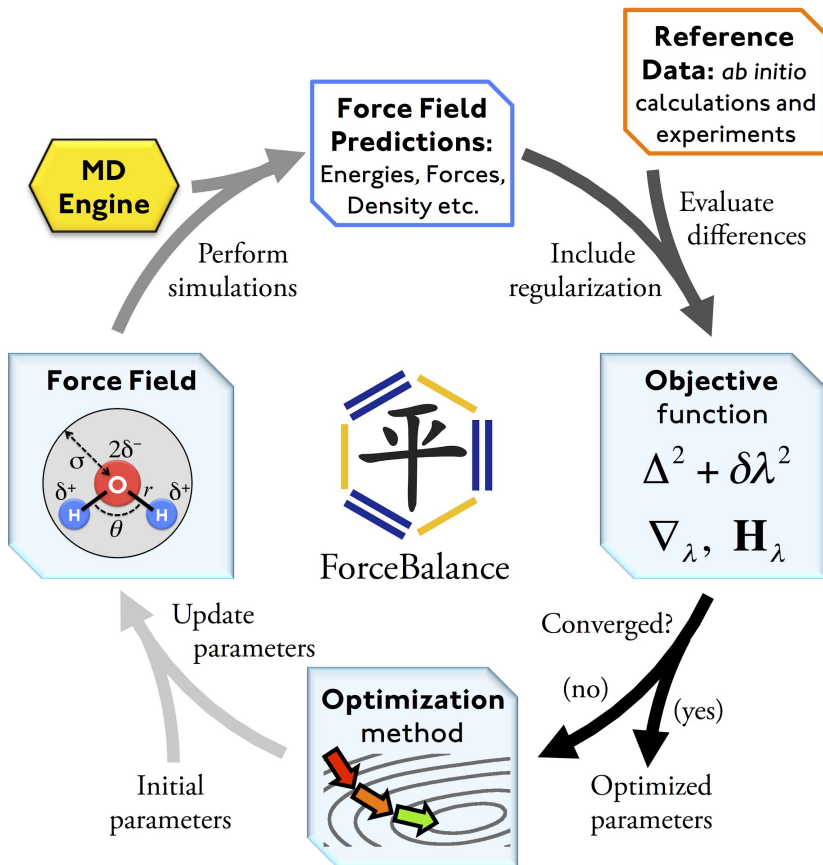 Reference
Data: ab initio
calculations and
experiments
Force Field
Predictions:
Energies, Forces,
Density etc.
MD
Engine
Perform
simulations
Include
regularization
Evaluate
differences
Force Field
σ
2δ⁻
δ⁺
O
r
δ⁺
H
H
θ
平
ForceBalance
Objective
function
Δ² + δλ²
∇λ, Hλ
Update
parameters
Converged?
(no)
(yes)
Optimization
method
Initial
parameters
Optimized
parameters